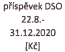 příspěvek DSO
22.8.-
31.12.2020
[Kč]